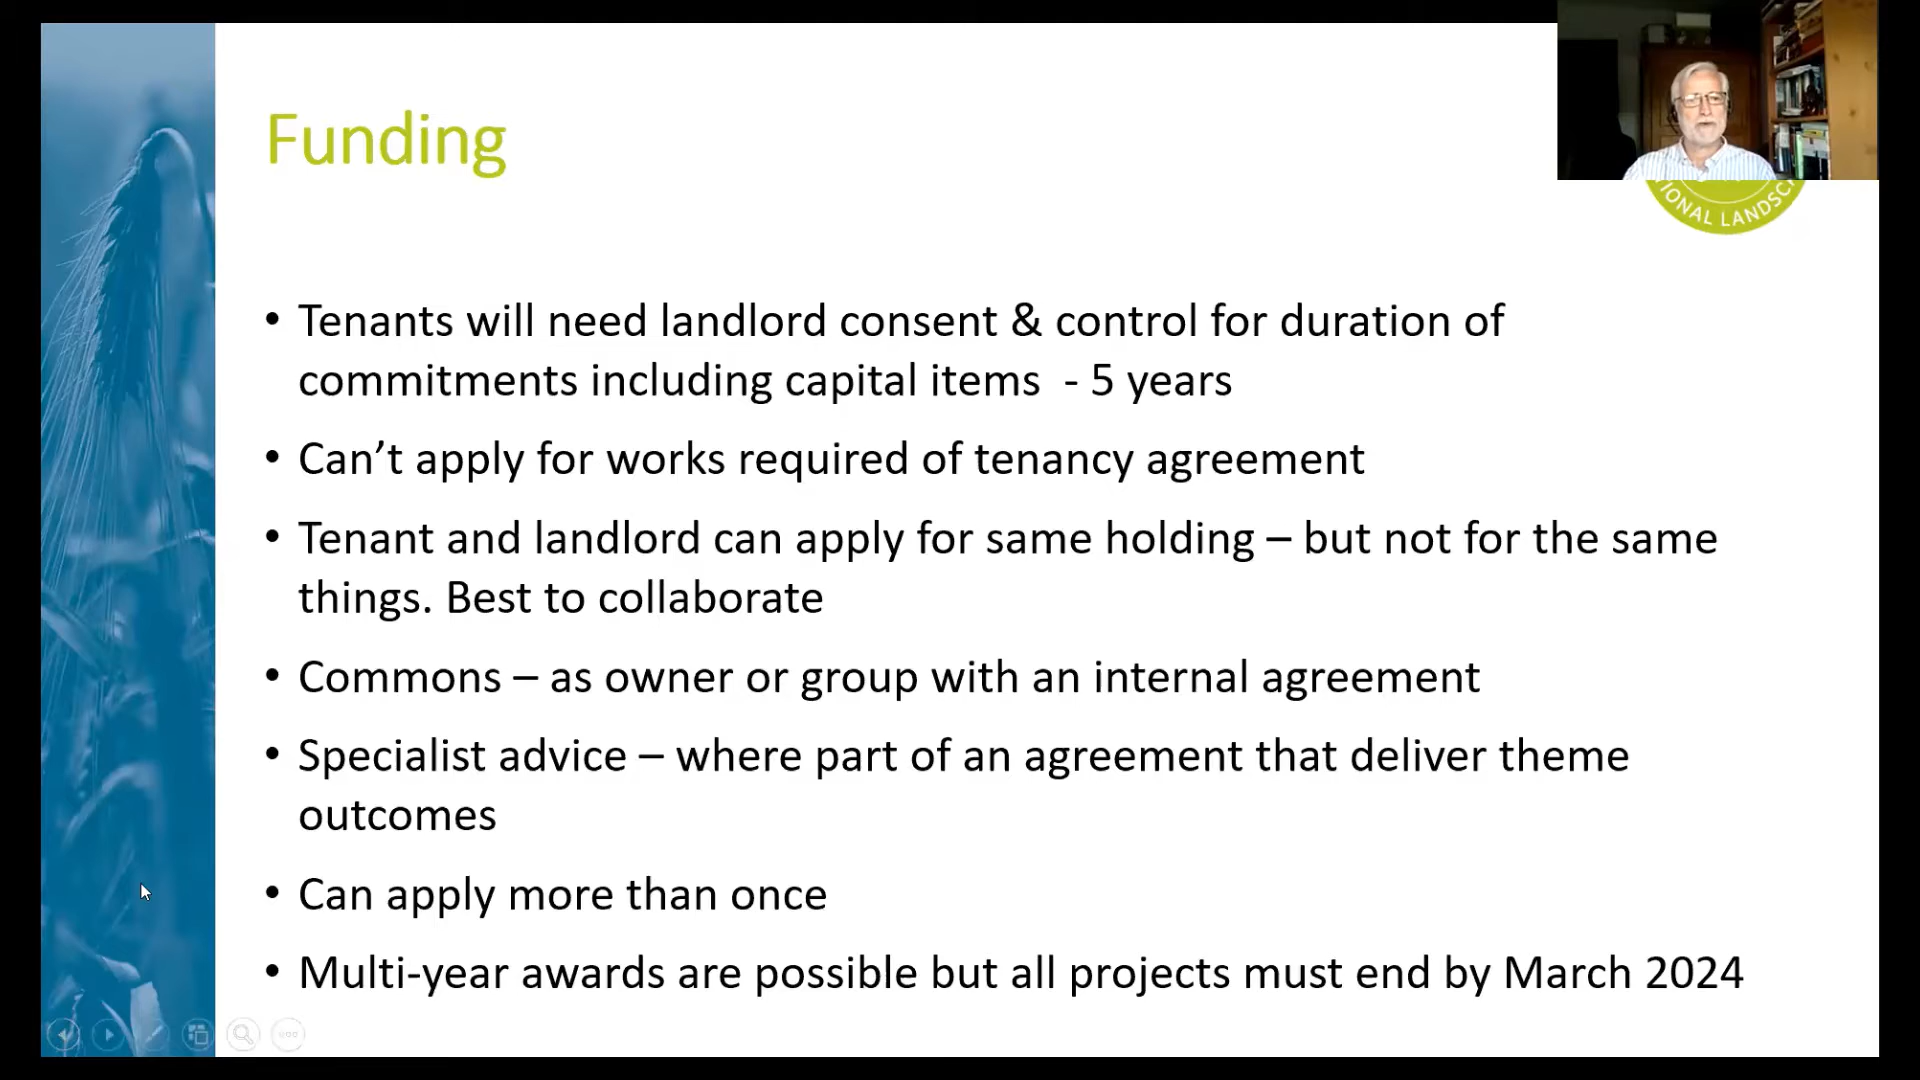 Funding
IONAL LANDSC
• Tenants will need landlord consent & control for duration of
commitments including capital items - 5 years
• Can’t apply for works required of tenancy agreement
• Tenant and landlord can apply for same holding – but not for the same
things. Best to collaborate
• Commons – as owner or group with an internal agreement
• Specialist advice – where part of an agreement that deliver theme
outcomes
• Can apply more than once
• Multi-year awards are possible but all projects must end by March 2024